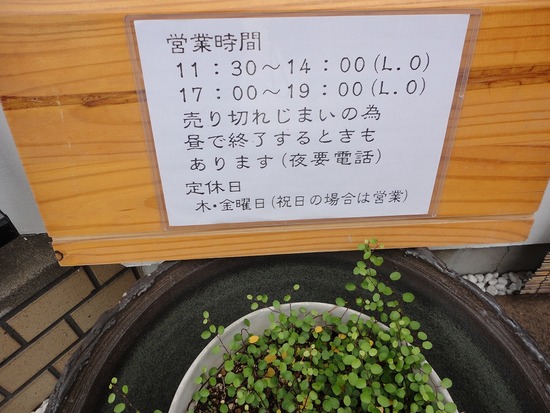 営業時間
11：30～14：00(L.O)
17：00～19：00(L.O)
売り切れじまいの為
昼で終了するときも
あります(夜要電話)
定休日
木・金曜日(祝日の場合は営業)